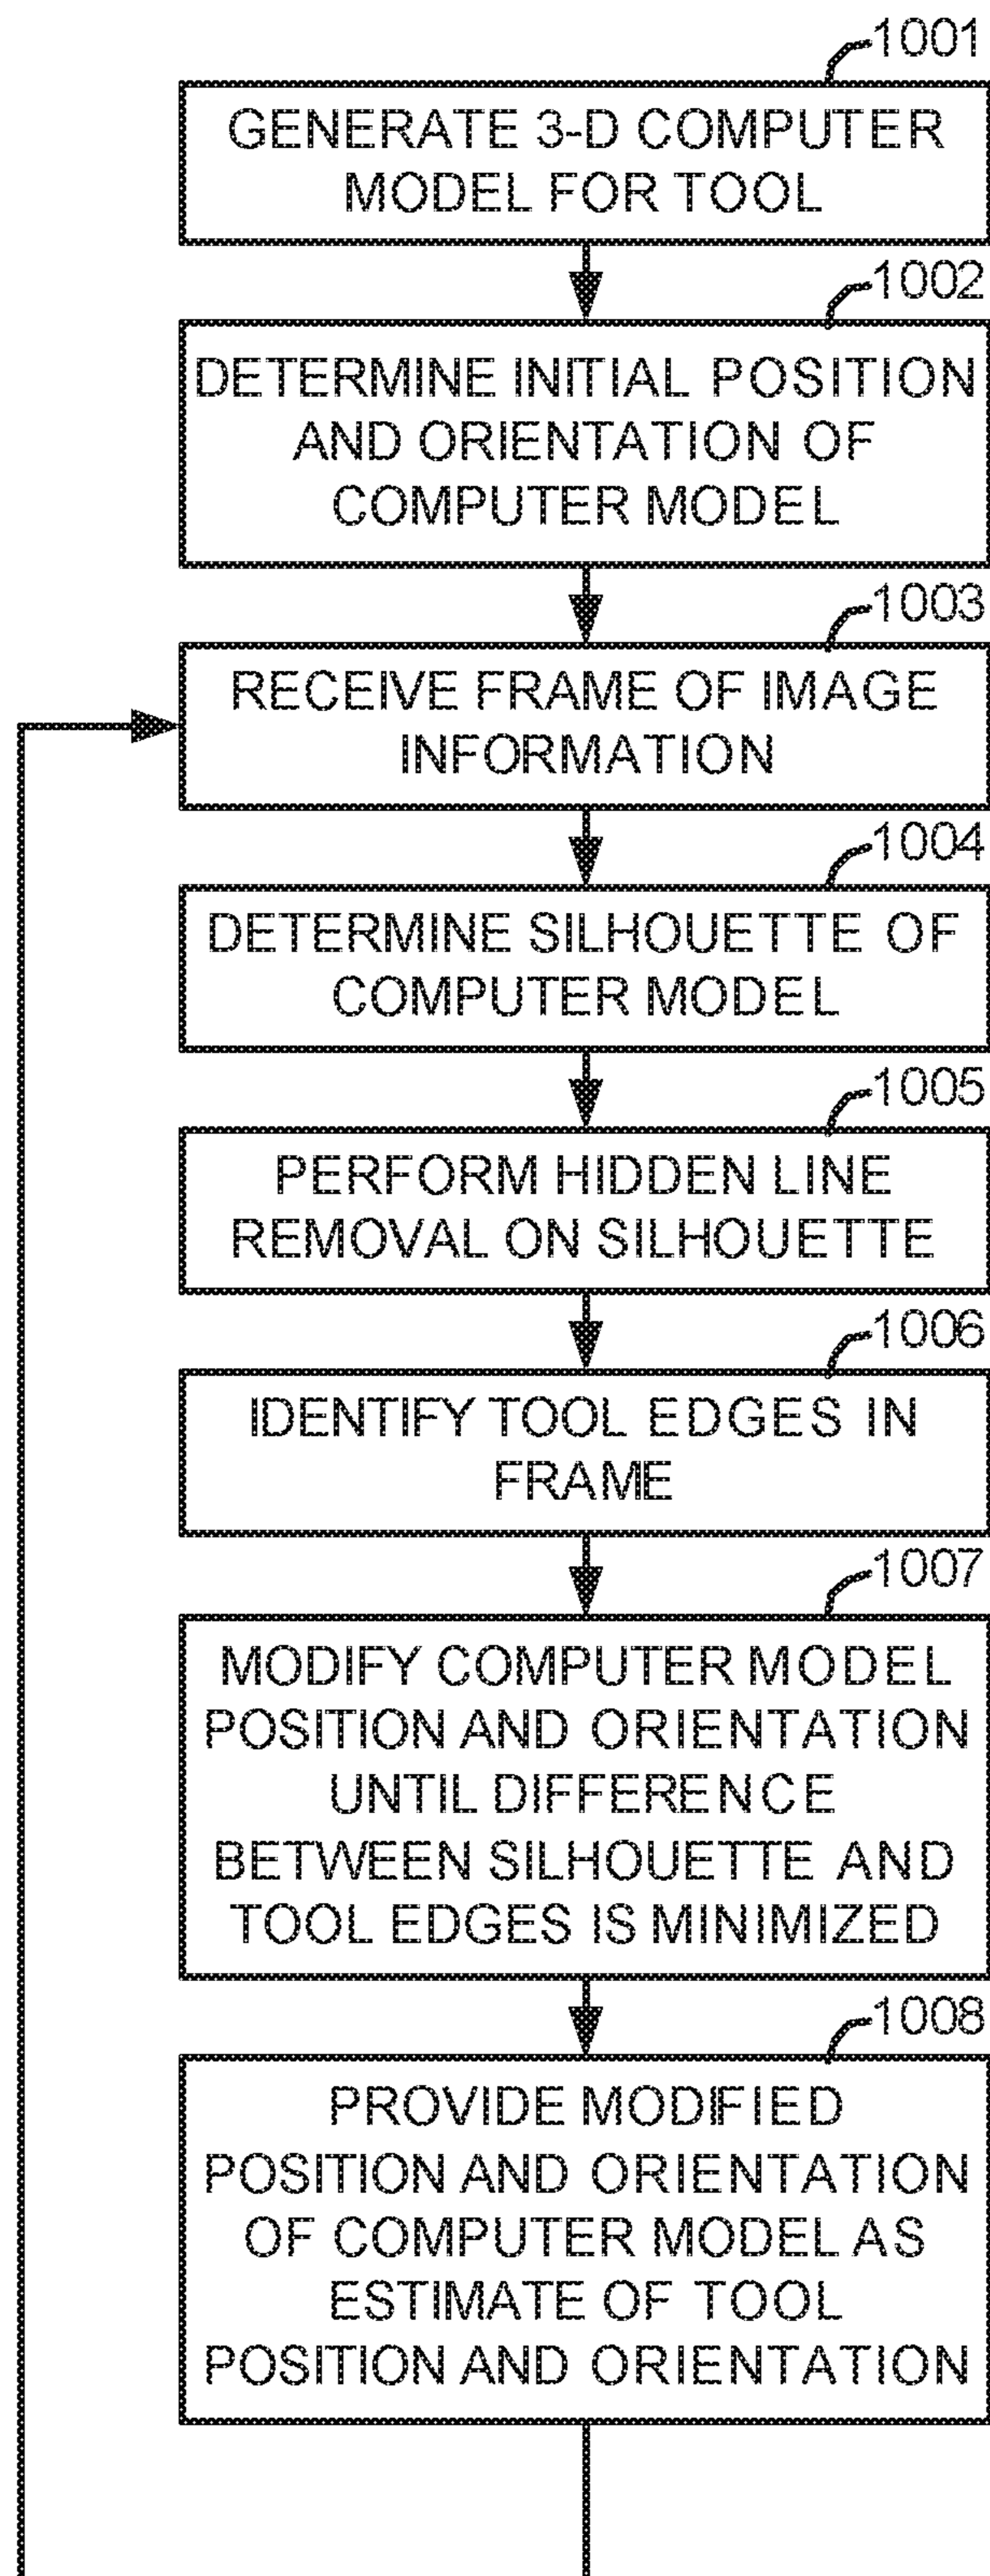 1001
GENERATE 3-D COMPUTER
MODEL FOR TOOL
1002
DETERMINE INITIAL POSITION
AND ORIENTATION OF
COMPUTER MODEL
1003
RECEIVE FRAME OF IMAGE
INFORMATION
1004
DETERMINE SILHOUETTE OF
COMPUTER MODEL
1005
PERFORM HIDDEN LINE
REMOVAL ON SILHOUETTE
1006
IDENTIFY TOOL EDGES IN
FRAME
1007
MODIFY COMPUTER MODEL
POSITION AND ORIENTATION
UNTIL DIFFERENCE
BETWEEN SILHOUETTE AND
TOOL EDGES IS MINIMIZED
1008
PROVIDE MODIFIED
POSITION AND ORIENTATION
OF COMPUTER MODEL AS
ESTIMATE OF TOOL
POSITION AND ORIENTATION